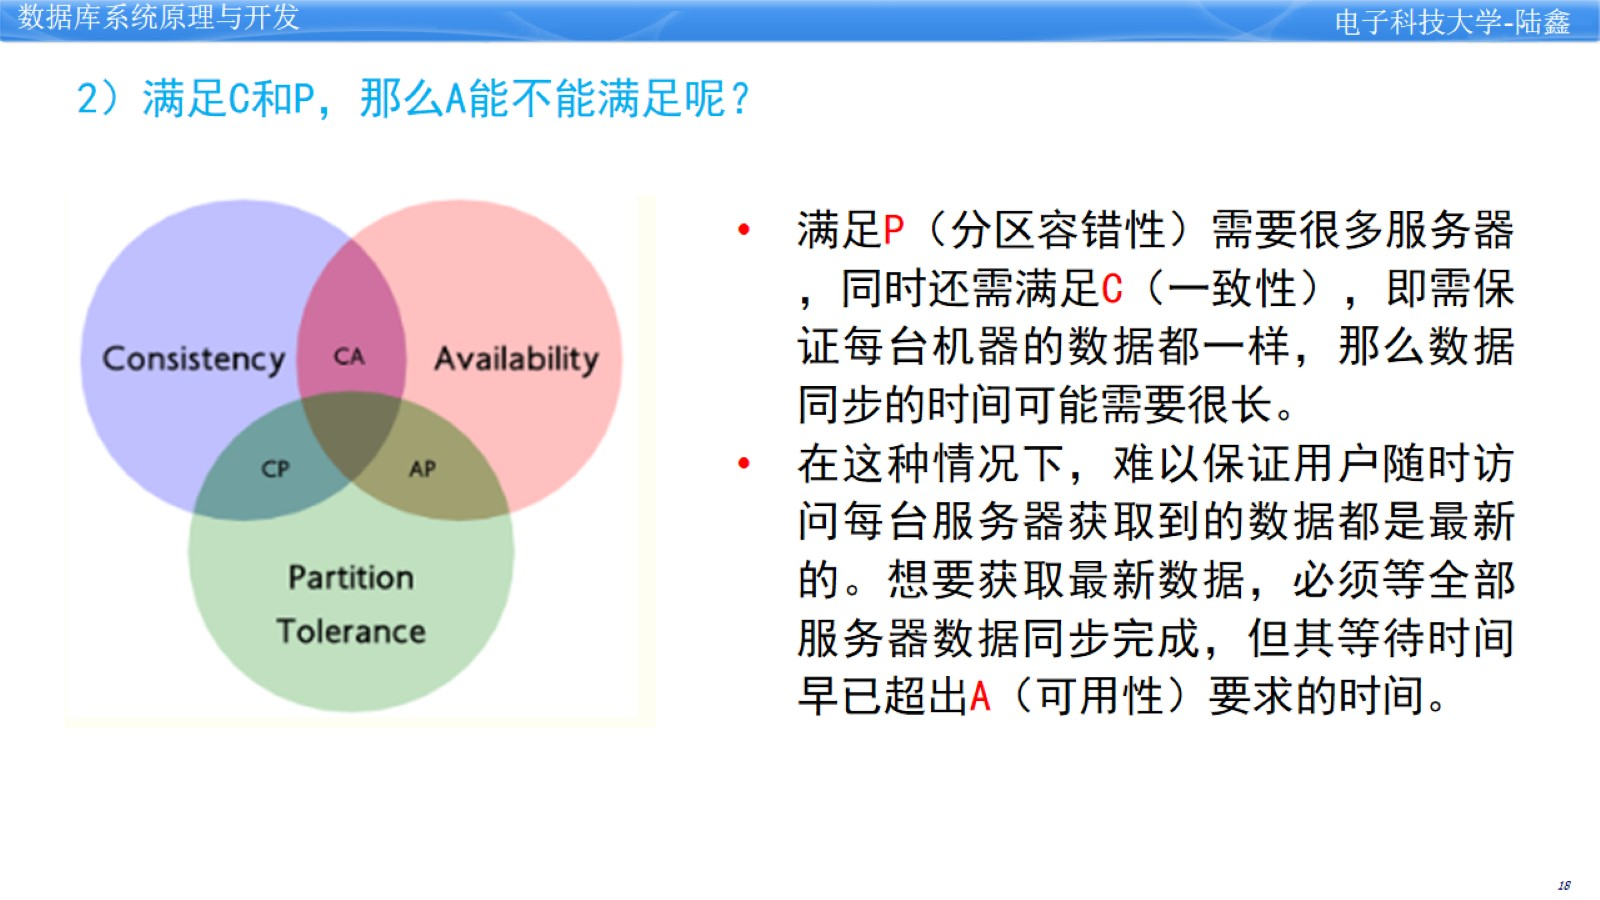 数据库系统原理与开发
电子科技大学-陆鑫
2）满足C和P，那么A能不能满足呢？
Consistency
CA
Availability
CP
AP
Partition
Tolerance
• 满足P（分区容错性）需要很多服务器
，同时还需满足C（一致性），即需保
证每台机器的数据都一样，那么数据
同步的时间可能需要很长。
• 在这种情况下，难以保证用户随时访
问每台服务器获取到的数据都是最新
的。想要获取最新数据，必须等全部
服务器数据同步完成，但其等待时间
早已超出A（可用性）要求的时间。
18